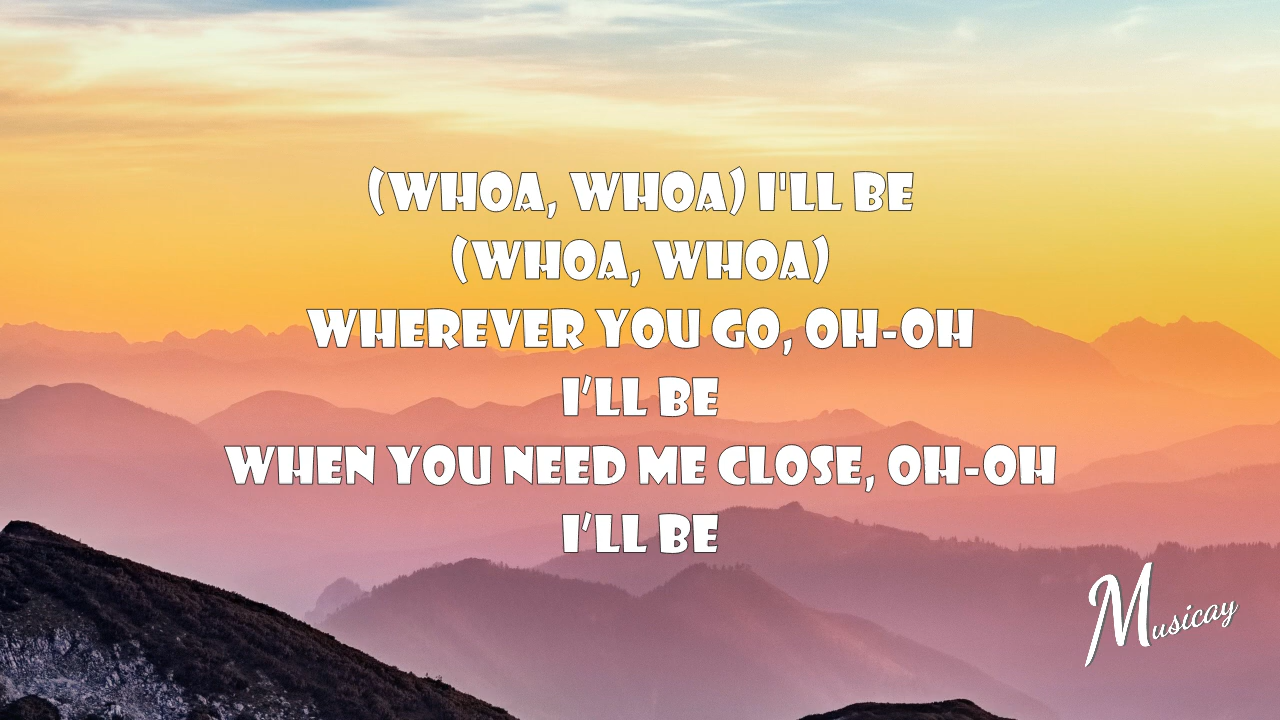 (WHOA, WHOA) I'LL BE
(WHOA, WHOA)
WHEREVER YOU GO, OH-OH
I’LL BE
WHEN YOU NEED ME CLOSE, OH-OH
I’LL BE
Musicay